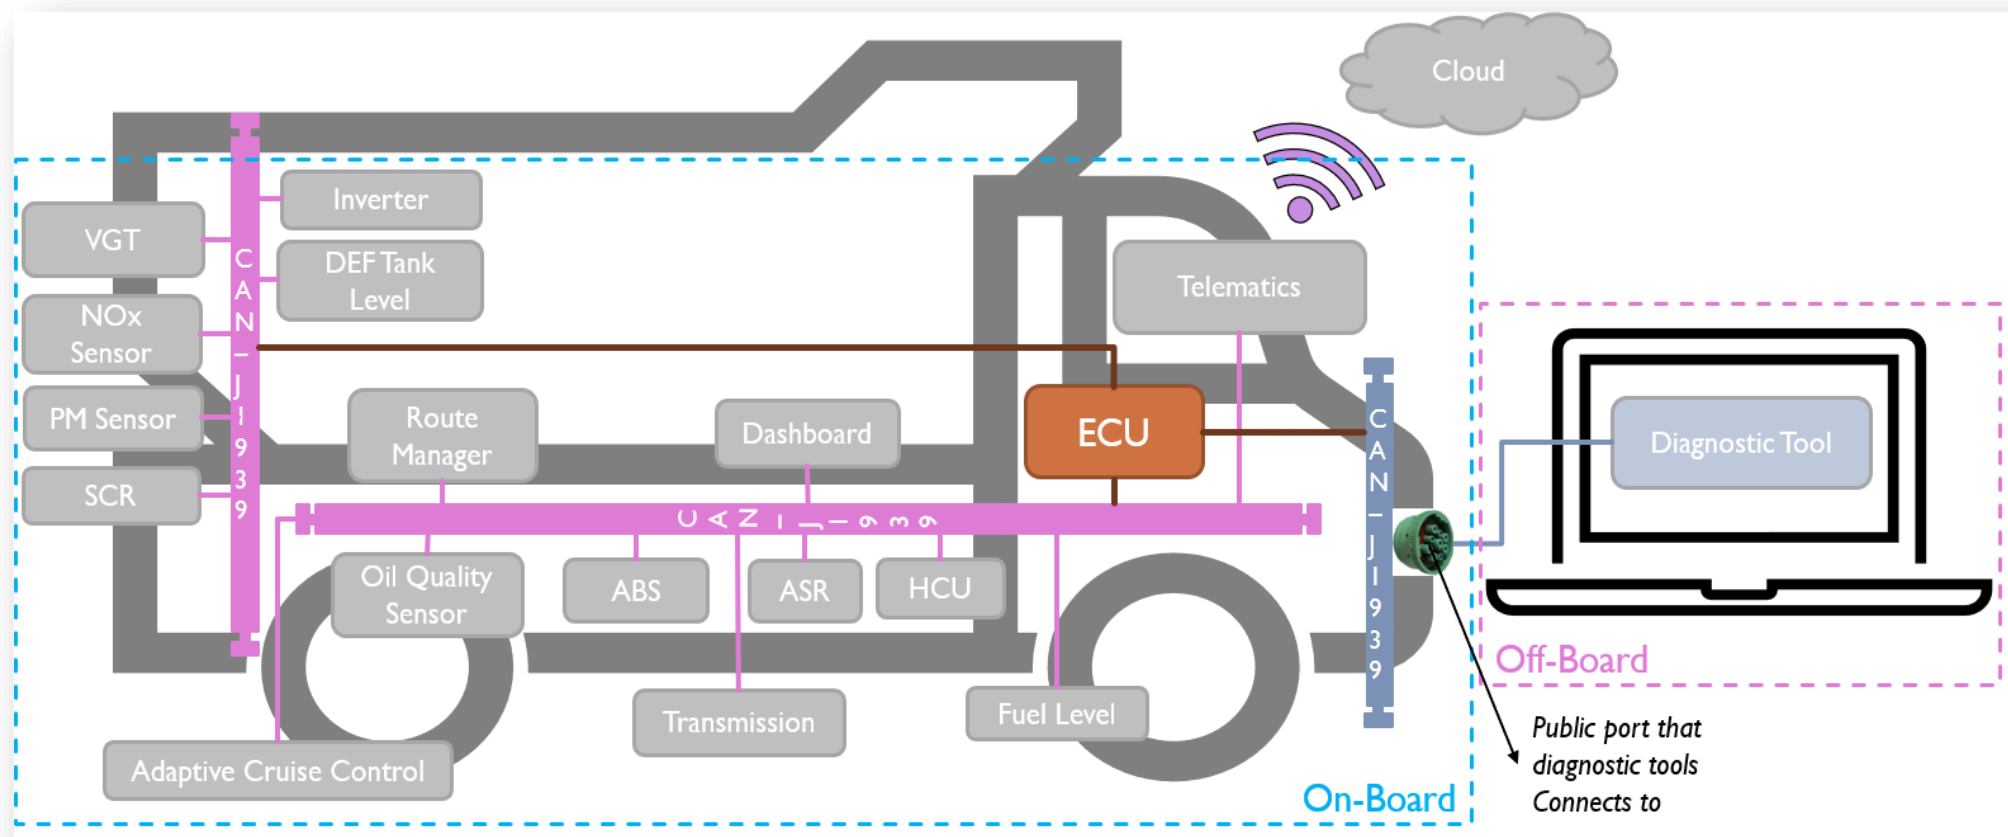 Cloud
Inverter
VGT
DEF Tank
Level
Telematics
NOx
Sensor
CAN-J1939
PM Sensor
Route
Manager
Dashboard
ECU
CAN-J1939
Diagnostic Tool
SCR
CAN-J1939
Oil Quality
Sensor
ABS
ASR
HCU
Off-Board
Transmission
Fuel Level
Adaptive Cruise Control
On-Board
Public port that
diagnostic tools
Connects to